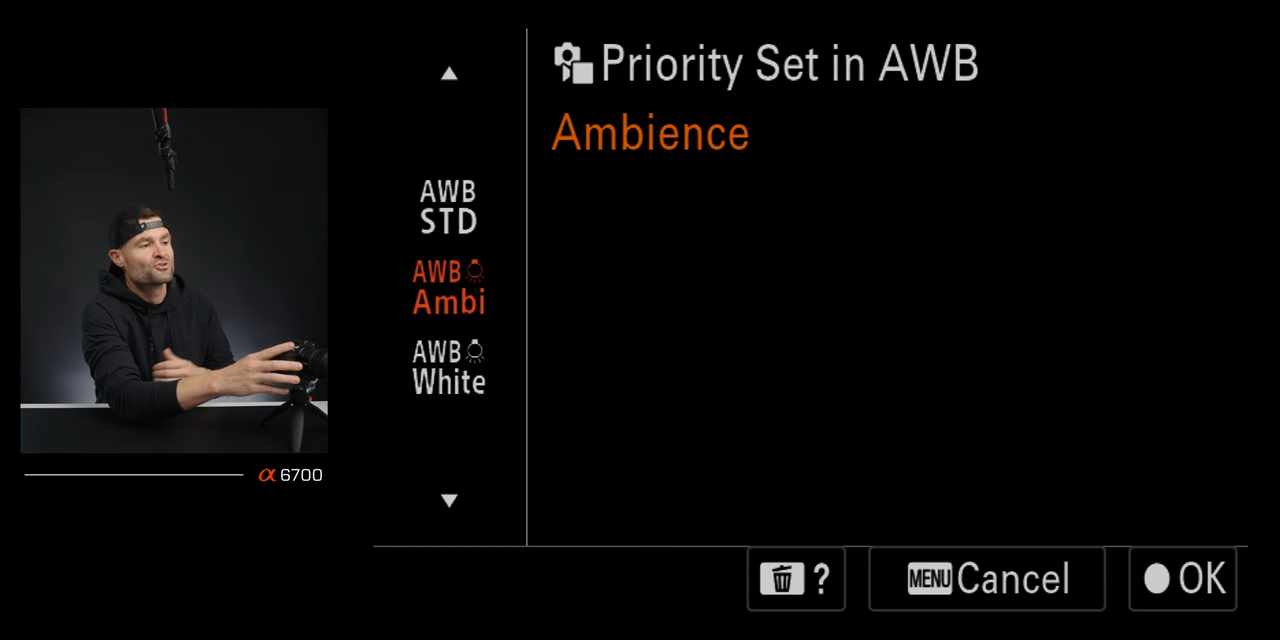 Priority Set in AWB
Ambience
AWB
STD
AWB
Ambi
AWB
White
α 6700
?
MENU Cancel
OK